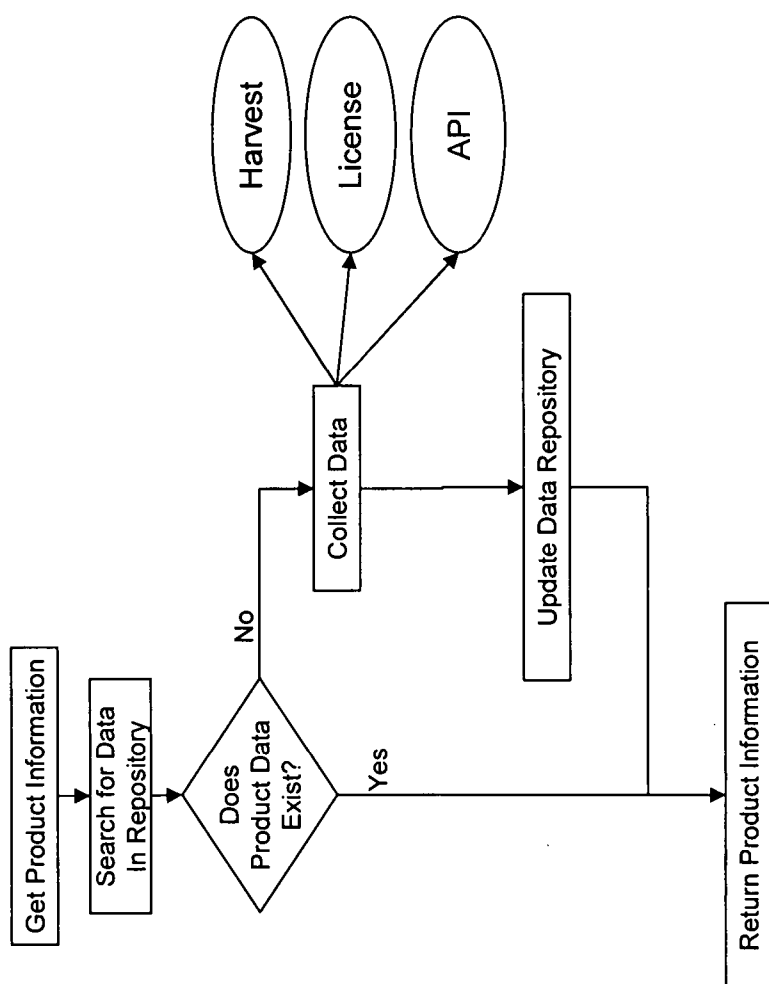 Get Product Information
Search for Data
In Repository
Does
Product Data
Exist?
No
Yes
Collect Data
Harvest
License
API
Update Data Repository
Return Product Information